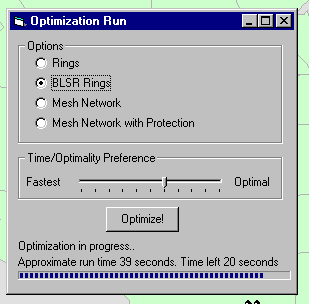 Optimization Run
Options
Rings
BLSR Rings
Mesh Network
Mesh Network with Protection
Time/Optimality Preference
Fastest
Optimal
Optimize!
Optimization in progress..
Approximate run time 39 seconds. Time left 20 seconds